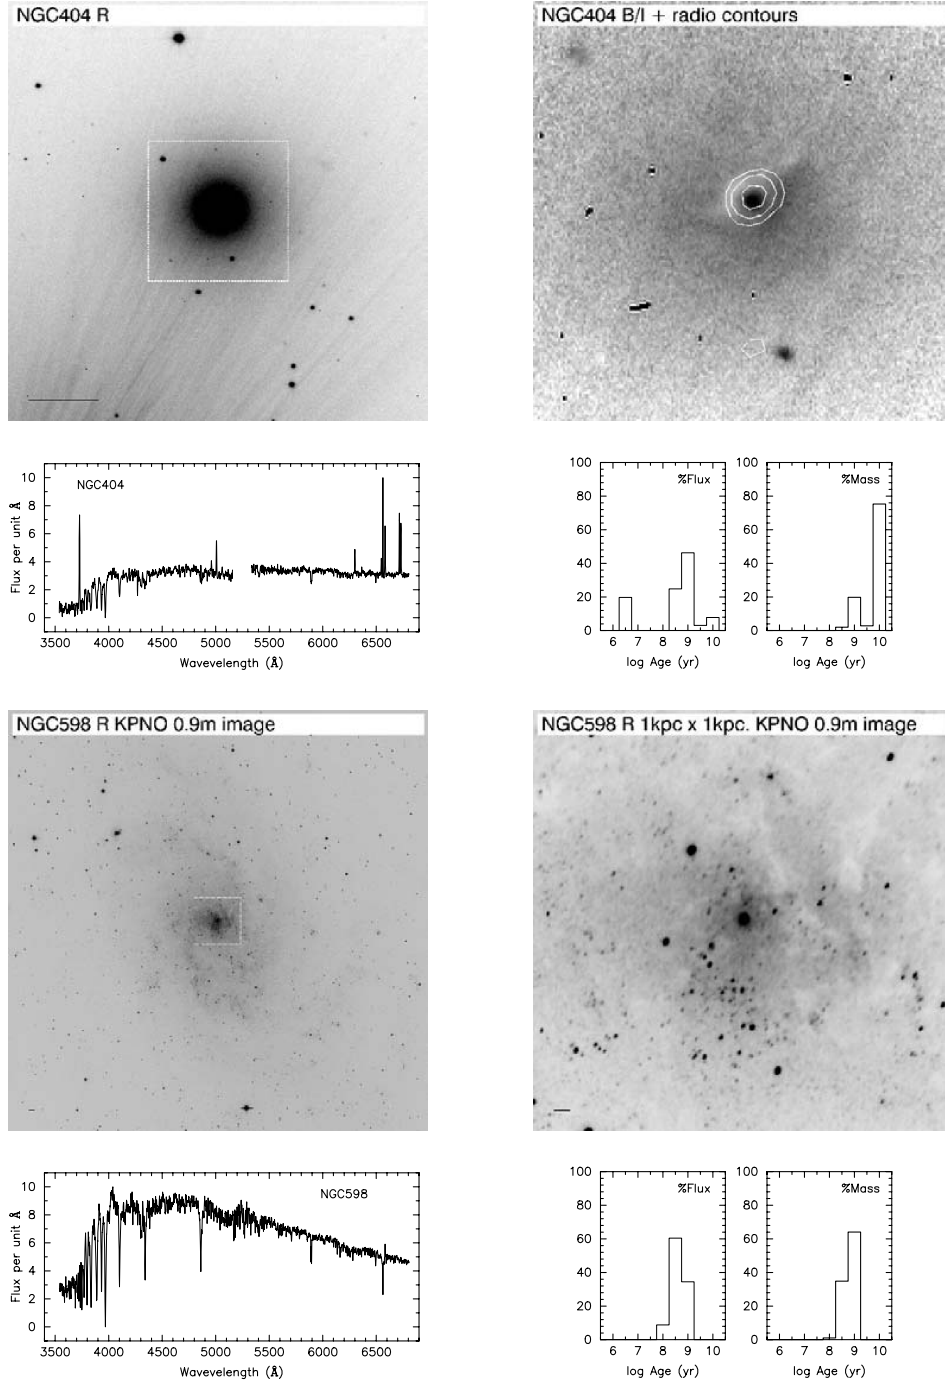 NGC404 R
NGC404 B/I + radio contours
Flux per unit Å
10
8
6
4
2
0
NGC404
3500 4000 4500 5000 5500 6000 6500
Wavelength (Å)
100
80
60
40
20
0
%Flux
6 7 8 9 10
log Age (yr)
100
80
60
40
20
0
%Mass
6 7 8 9 10
log Age (yr)
NGC598 R KPNO 0.9m image
NGC598 R 1kpc x 1kpc. KPNO 0.9m image
Flux per unit Å
10
8
6
4
2
0
NGC598
3500 4000 4500 5000 5500 6000 6500
Wavelength (Å)
100
80
60
40
20
0
%Flux
6 7 8 9 10
log Age (yr)
100
80
60
40
20
0
%Mass
6 7 8 9 10
log Age (yr)